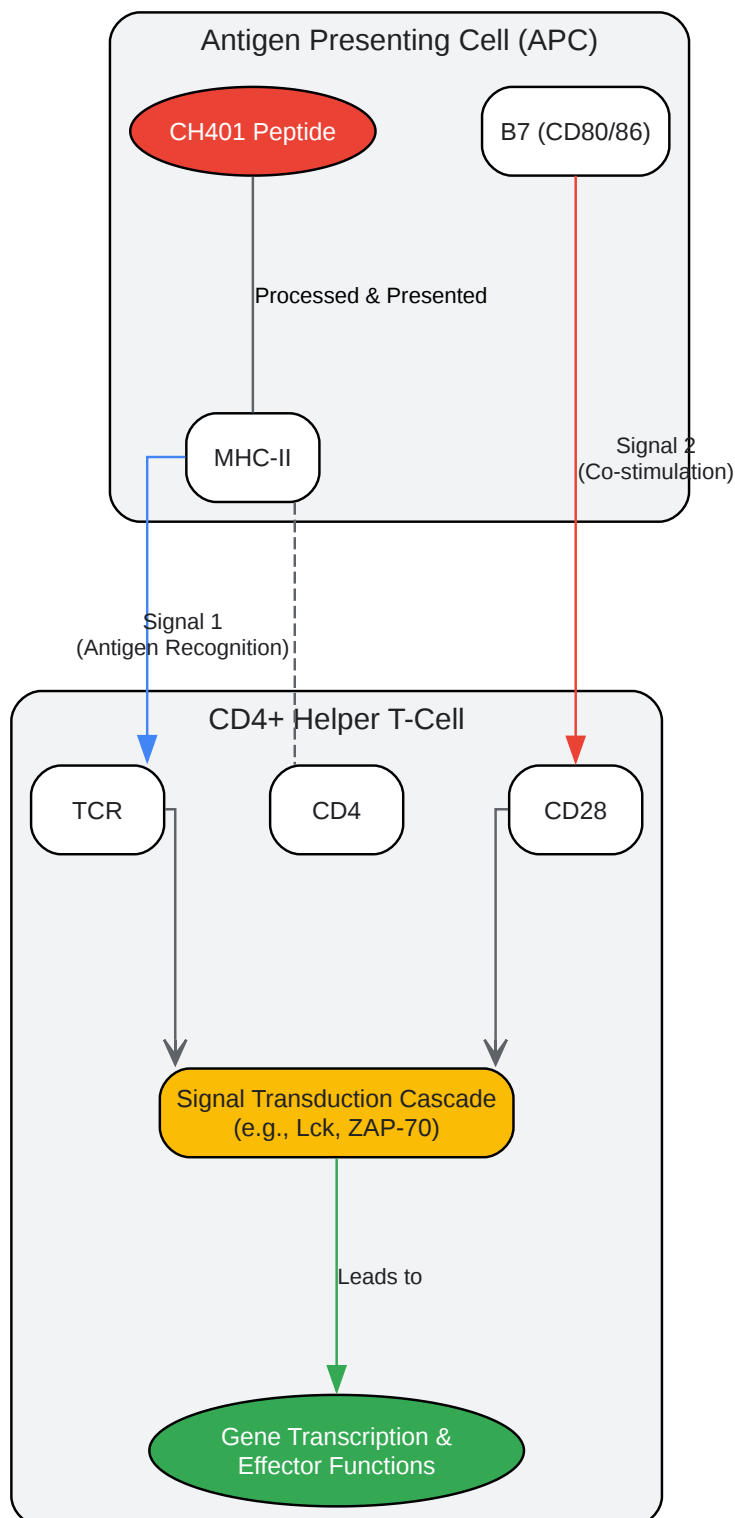 Antigen Presenting Cell (APC)
CH401 Peptide
B7 (CD80/86)
Processed & Presented
MHC-II
Signal 2
(Co-stimulation)
Signal 1
(Antigen Recognition)
CD4+ Helper T-Cell
TCR
CD4
CD28
Signal Transduction Cascade
(e.g., Lck, ZAP-70)
Leads to
Gene Transcription &
Effector Functions